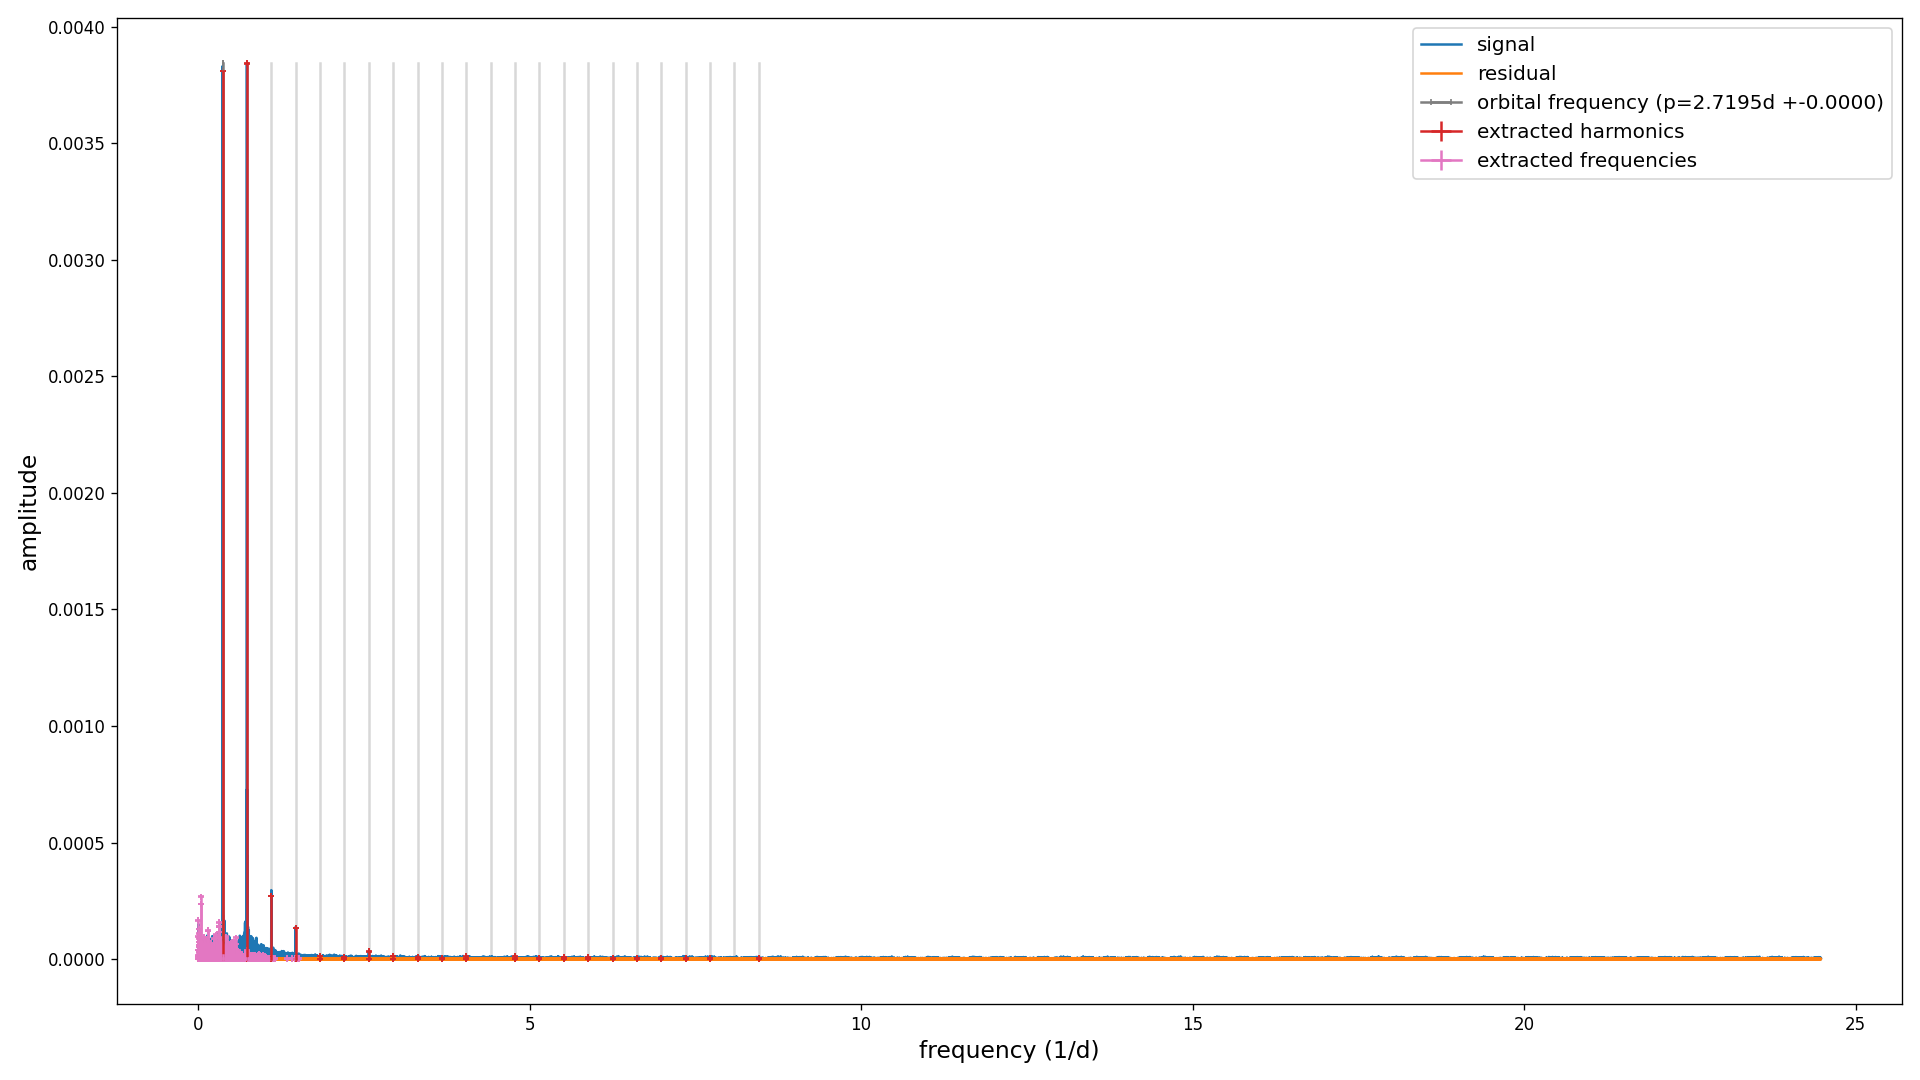 0.0040
0.0035
0.0030
0.0025
0.0020
0.0015
0.0010
0.0005
0.0000
amplitude
0
5
10
15
20
25
frequency (1/d)
signal
residual
orbital frequency (p=2.7195d +-0.0000)
extracted harmonics
extracted frequencies